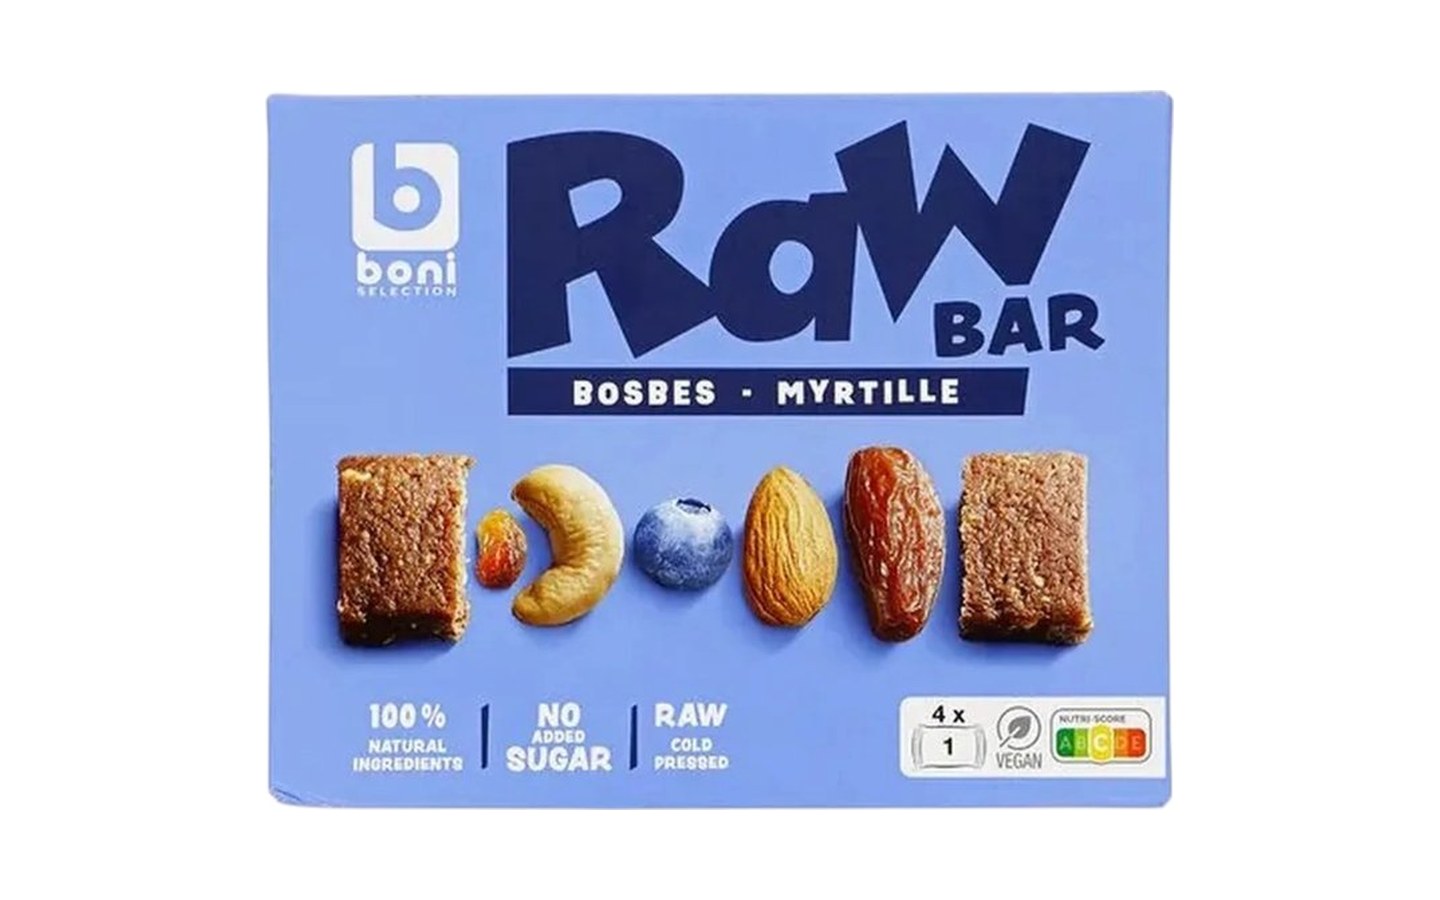 boni
SELECTION
RaW
BAR
BOSBES - MYRTILLE
100%
NATURAL
INGREDIENTS
NO
ADDED
SUGAR
RAW
COLD
PRESSED
4 x
1
VEGAN
NUTRI-SCORE
A B C D E